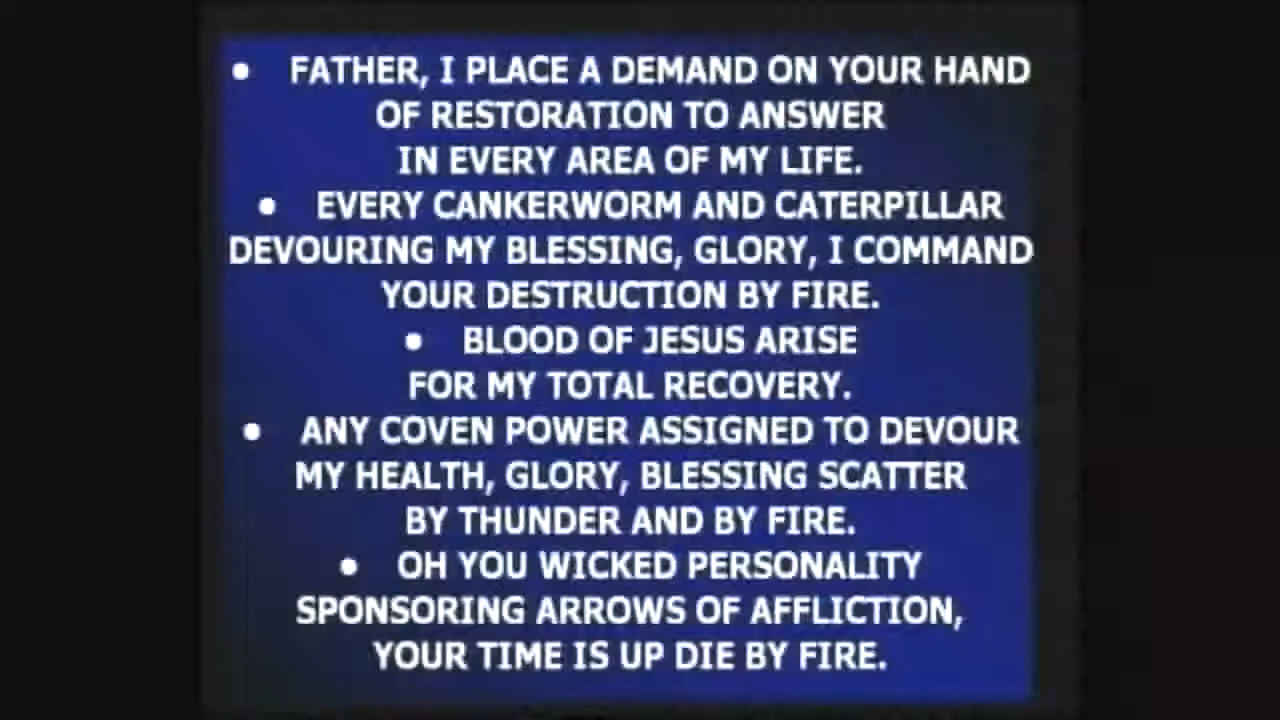 • FATHER, I PLACE A DEMAND ON YOUR HAND
OF RESTORATION TO ANSWER
IN EVERY AREA OF MY LIFE.
• EVERY CANKERWORM AND CATERPILLAR
DEVOURING MY BLESSING, GLORY, I COMMAND
YOUR DESTRUCTION BY FIRE.
• BLOOD OF JESUS ARISE
FOR MY TOTAL RECOVERY.
• ANY COVEN POWER ASSIGNED TO DEVOUR
MY HEALTH, GLORY, BLESSING SCATTER
BY THUNDER AND BY FIRE.
• OH YOU WICKED PERSONALITY
SPONSORING ARROWS OF AFFLICTION,
YOUR TIME IS UP DIE BY FIRE.